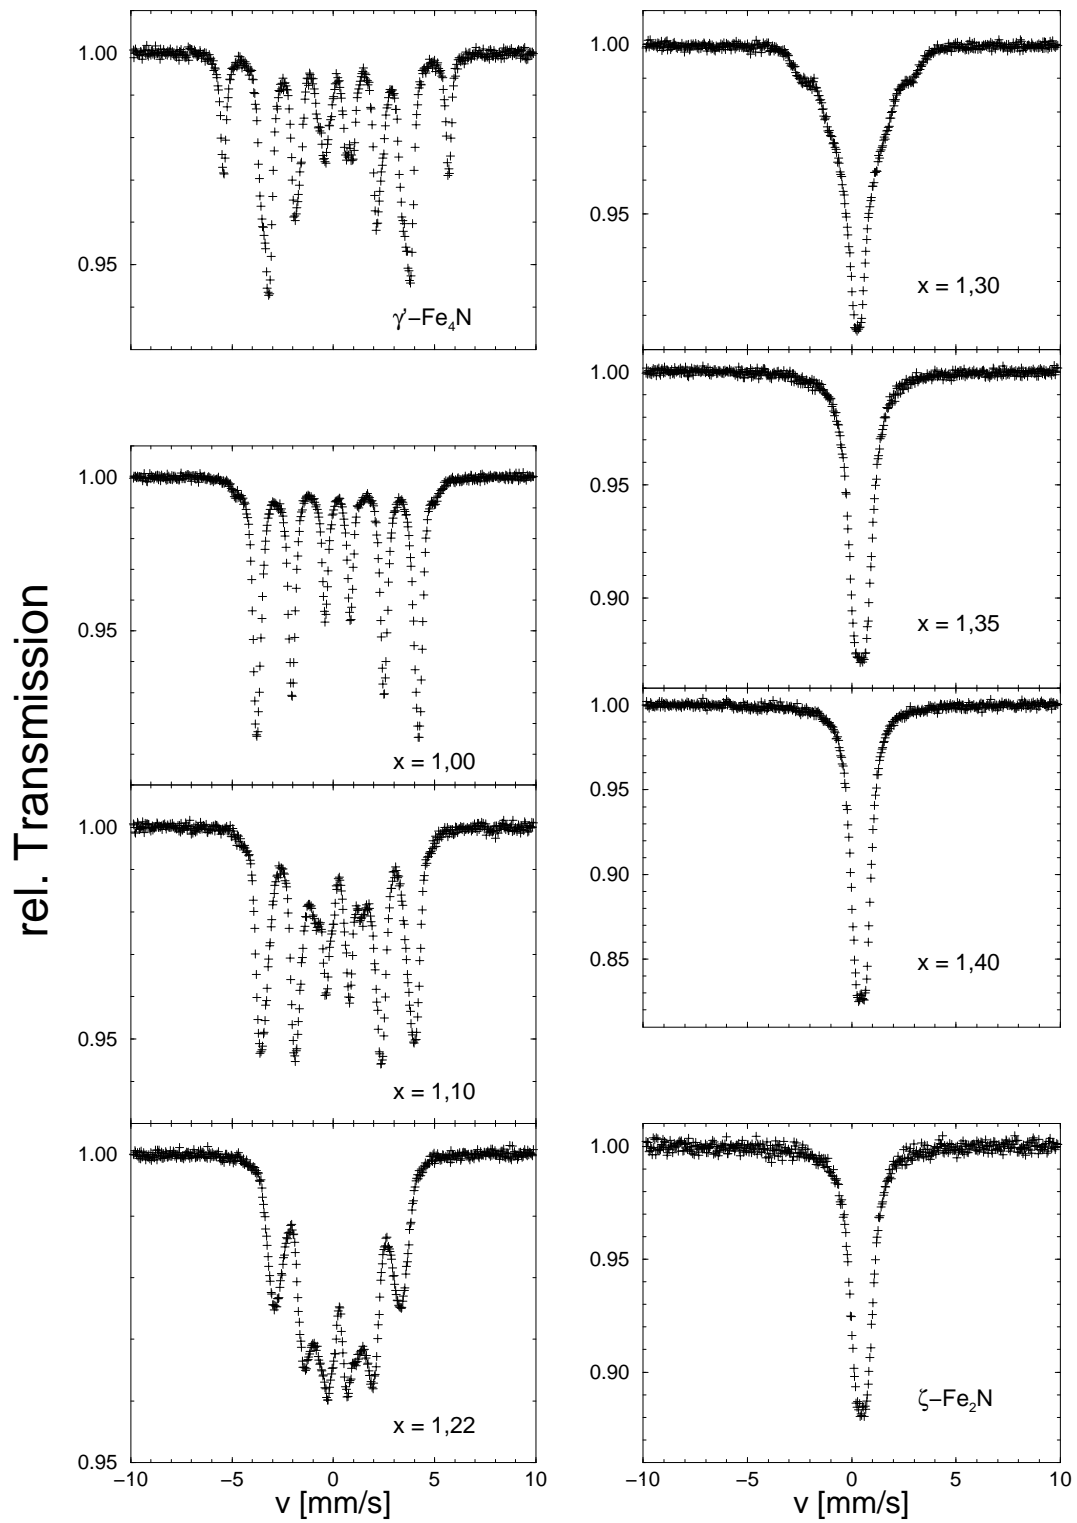 rel. Transmission
1.00
0.95
γ'−Fe4N
1.00
0.95
x = 1,00
1.00
0.95
x = 1,10
1.00
0.95
x = 1,22
−10 −5 0 5 10
v [mm/s]
1.00
0.95
x = 1,30
1.00
0.95
0.90
x = 1,35
1.00
0.95
0.90
0.85
x = 1,40
1.00
0.95
0.90
ζ−Fe2N
−10 −5 0 5 10
v [mm/s]